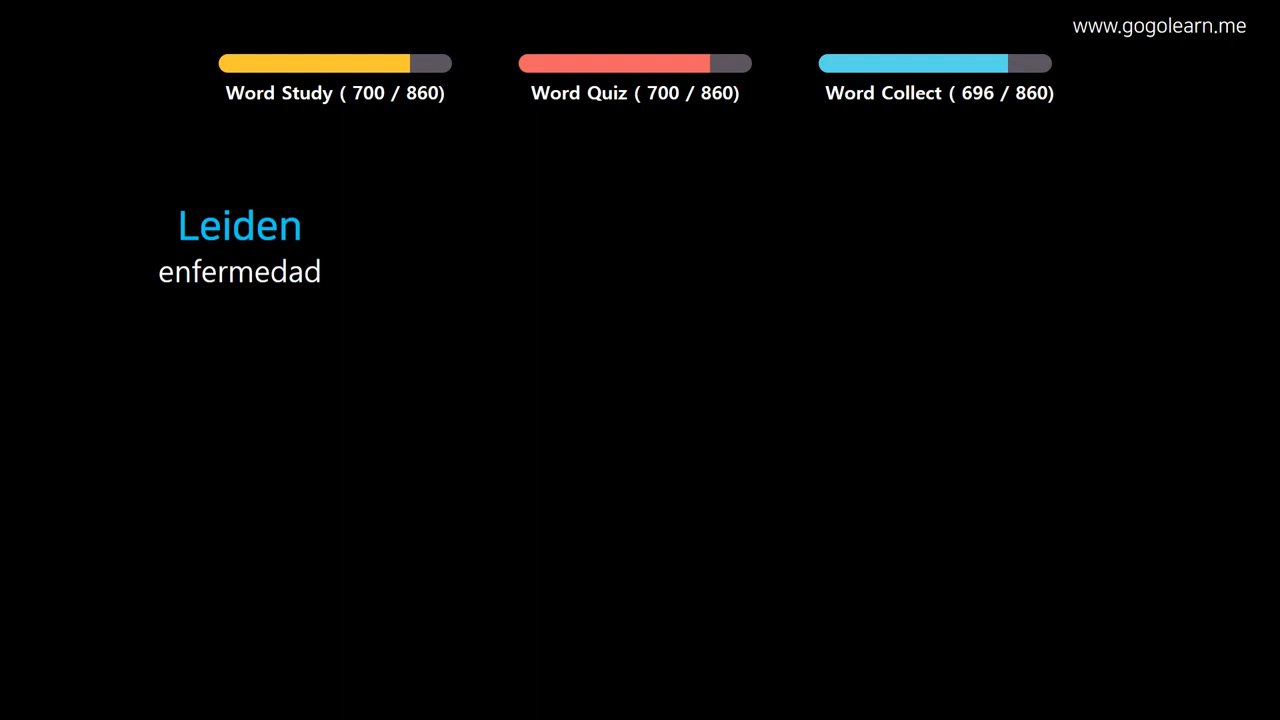 www.gogolearn.me
Word Study ( 700 / 860)
Word Quiz ( 700 / 860)
Word Collect ( 696 / 860)
Leiden
enfermedad